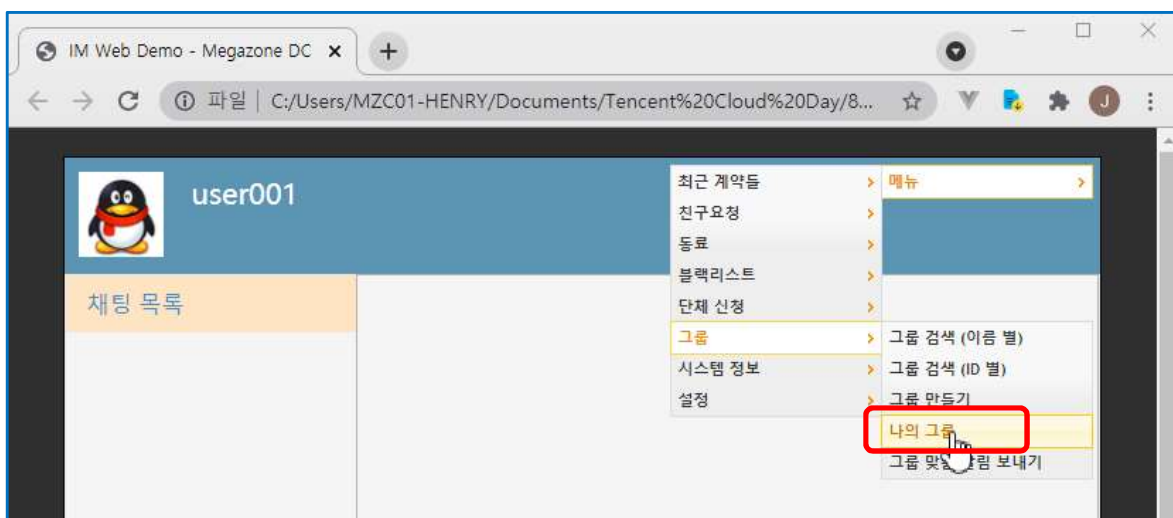 IM Web Demo - Megazone DC
파일 | C:/Users/MZC01-HENRY/Documents/Tencent%20Cloud%20Day/8...
J
user001
채팅 목록
최근 계약들
친구요청
동료
블랙리스트
단체 신청
그룹
시스템 정보
설정
메뉴
그룹 검색 (이름 별)
그룹 검색 (ID 별)
그룹 만들기
나의 그룹
그룹 보내기